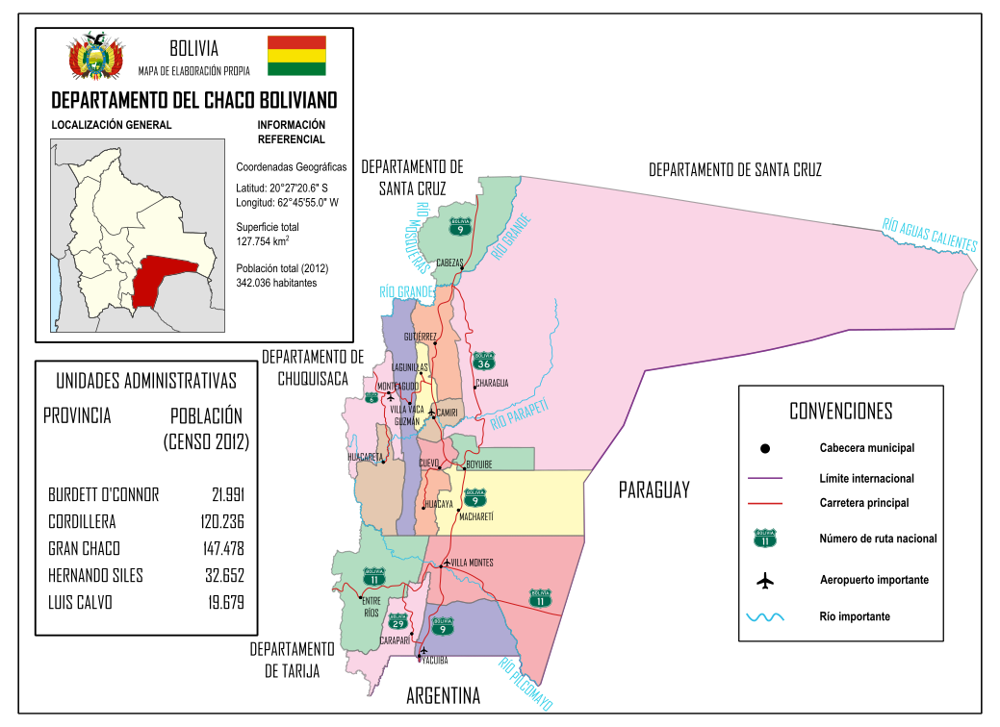 BOLIVIA
MAPA DE ELABORACIÓN PROPIA
DEPARTAMENTO DEL CHACO BOLIVIANO
LOCALIZACIÓN GENERAL
INFORMACIÓN
REFERENCIAL
Coordenadas Geográficas
Latitud: 20°27'20.6" S
Longitud: 62°45'55.0" W
Superficie total
127.754 km²
Población total (2012)
342.036 habitantes
UNIDADES ADMINISTRATIVAS
PROVINCIA
POBLACIÓN
(CENSO 2012)
BURDETT O'CONNOR 21.991
CORDILLERA 120.236
GRAN CHACO 147.478
HERNANDO SILES 32.652
LUIS CALVO 19.679
DEPARTAMENTO DE
SANTA CRUZ
DEPARTAMENTO DE SANTA CRUZ
RÍO MOSQUERAS
BOLIVIA
9
RÍO GRANDE
RÍO AGUAS CALIENTES
CABEZAS
RÍO GRANDE
GUTIÉRREZ
DEPARTAMENTO DE
CHUQUISACA
LAGUNILLAS
BOLIVIA
36
MONTEAGUDO
CHARAGUA
6
VILLA VACA
GUZMÁN
CAMIRI
RÍO PARAPETÍ
HUACARETA
CUEVO
BOYUIBE
HUACAYA
BOLIVIA
9
MACHARETÍ
PARAGUAY
VILLA MONTES
BOLIVIA
11
ENTRE
RÍOS
BOLIVIA
11
BOLIVIA
29
BOLIVIA
9
CARAPARÍ
YACUIBA
RÍO PILCOMAYO
DEPARTAMENTO
DE TARIJA
ARGENTINA
CONVENCIONES
Cabecera municipal
Límite internacional
Carretera principal
BOLIVIA
11
Número de ruta nacional
Aeropuerto importante
Río importante